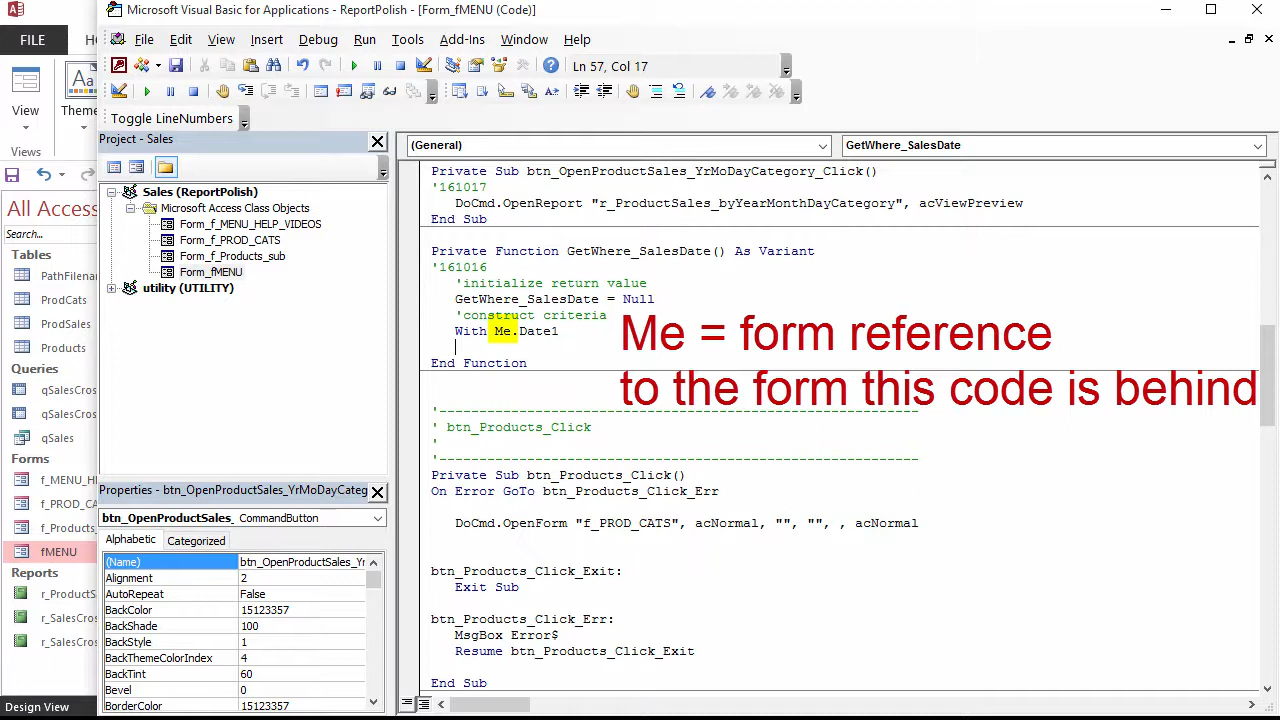 Microsoft Visual Basic for Applications - ReportPolish - [Form_fMENU (Code)]
FILE
File Edit View Insert Format Debug Run Tools Add-Ins Window Help
Ln 57, Col 17
View
Views
Toggle LineNumbers
Project - Sales
Sales (ReportPolish)
Microsoft Access Class Objects
Form_f_MENU_HELP_VIDEOS
Form_f_PROD_CATS
Form_f_Products_sub
Form_fMENU
utility (UTILITY)
All Access
Search...
PathFilenam
ProdCats
ProdSales
Products
Queries
qSalesCros
qSalesCros
qSales
Forms
f_MENU_HE
f_PROD_CA
f_Products_
fMENU
Reports
r_ProductS
r_SalesCros
r_SalesCros
Design View
Properties - btn_OpenProductSales_YrMoDayCateg
btn_OpenProductSales_ CommandButton
Alphabetic Categorized
(Name) btn_OpenProductSales_Yr
Alignment 2
AutoRepeat False
BackColor 15123357
BackShade 100
BackStyle 1
BackThemeColorIndex 4
BackTint 60
Bevel 0
BorderColor 15123357
(General) GetWhere_SalesDate
Private Sub btn_OpenProductSales_YrMoDayCategory_Click()
'161017
DoCmd.OpenReport "r_ProductSales_byYearMonthDayCategory", acViewPreview
End Sub
Private Function GetWhere_SalesDate() As Variant
'161016
'initialize return value
GetWhere_SalesDate = Null
'construct criteria
With Me.Date1
End Function
Me = form reference
to the form this code is behind
'------------------------------------------------------------
' btn_Products_Click
'
'------------------------------------------------------------
Private Sub btn_Products_Click()
On Error GoTo btn_Products_Click_Err
DoCmd.OpenForm "f_PROD_CATS", acNormal, "", "", , acNormal
btn_Products_Click_Exit:
Exit Sub
btn_Products_Click_Err:
MsgBox Error$
Resume btn_Products_Click_Exit
End Sub